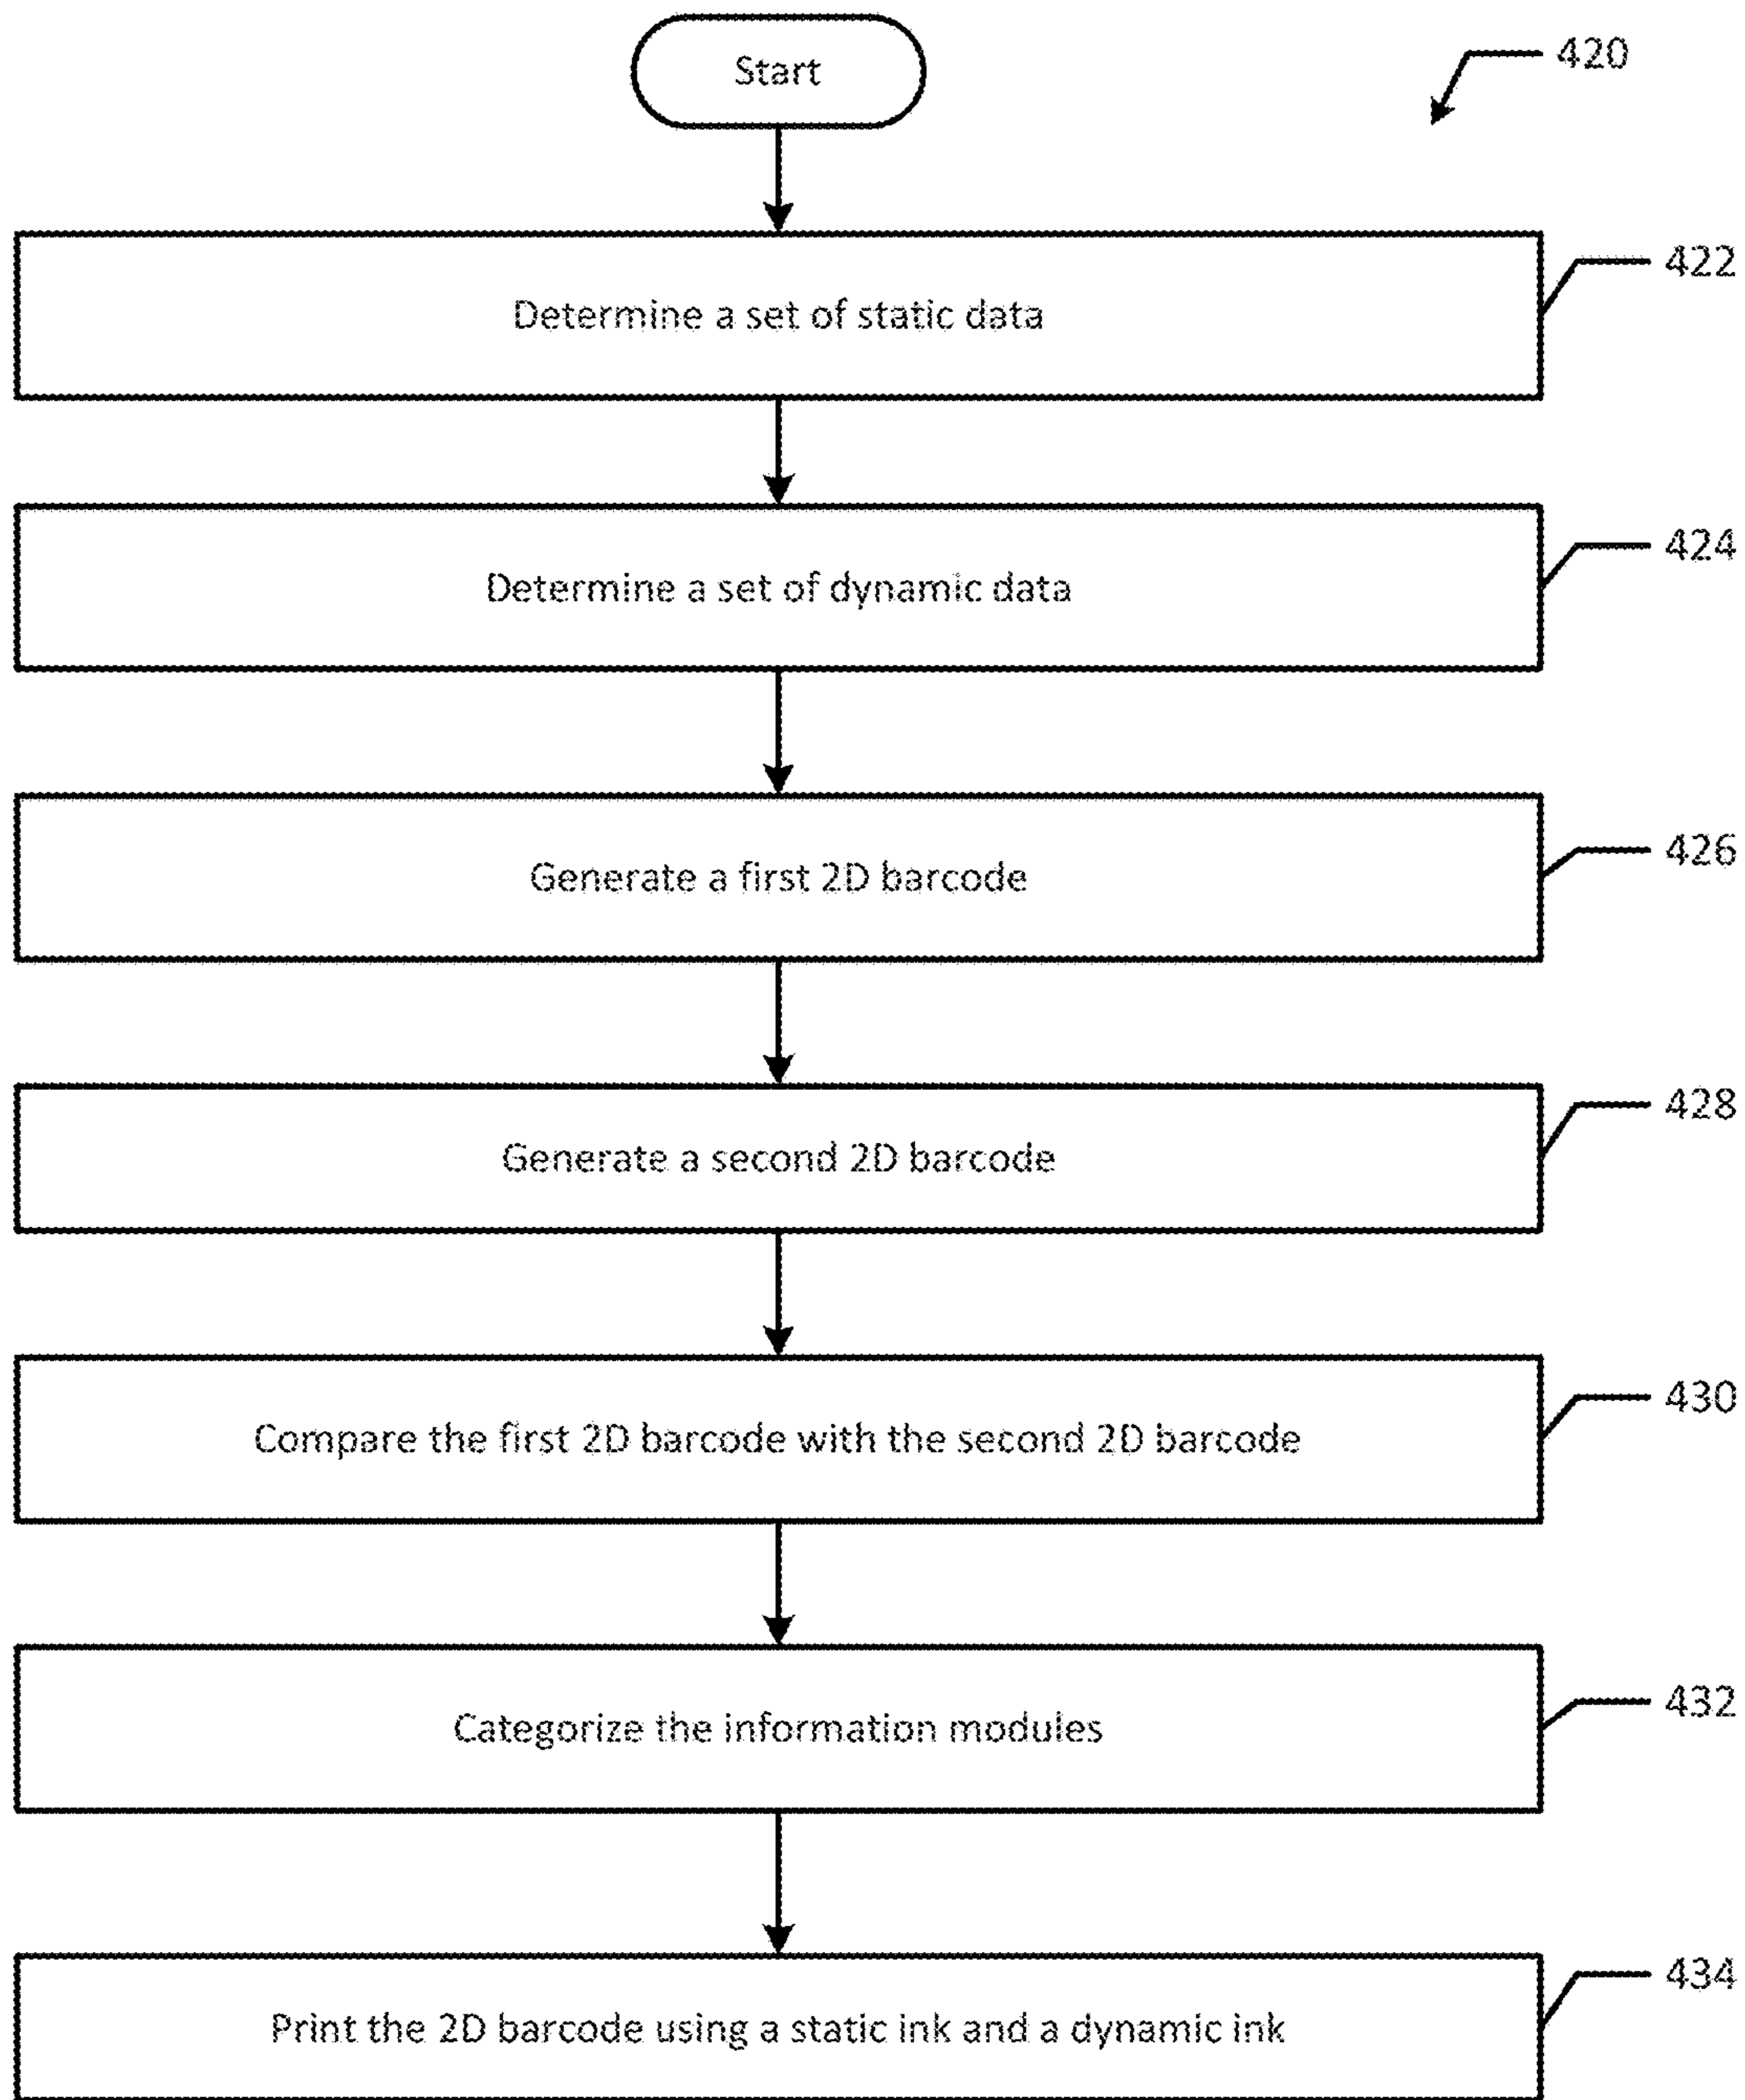 Start
420
Determine a set of static data
422
Determine a set of dynamic data
424
Generate a first 2D barcode
426
Generate a second 2D barcode
428
Compare the first 2D barcode with the second 2D barcode
430
Categorize the information modules
432
Print the 2D barcode using a static ink and a dynamic ink
434